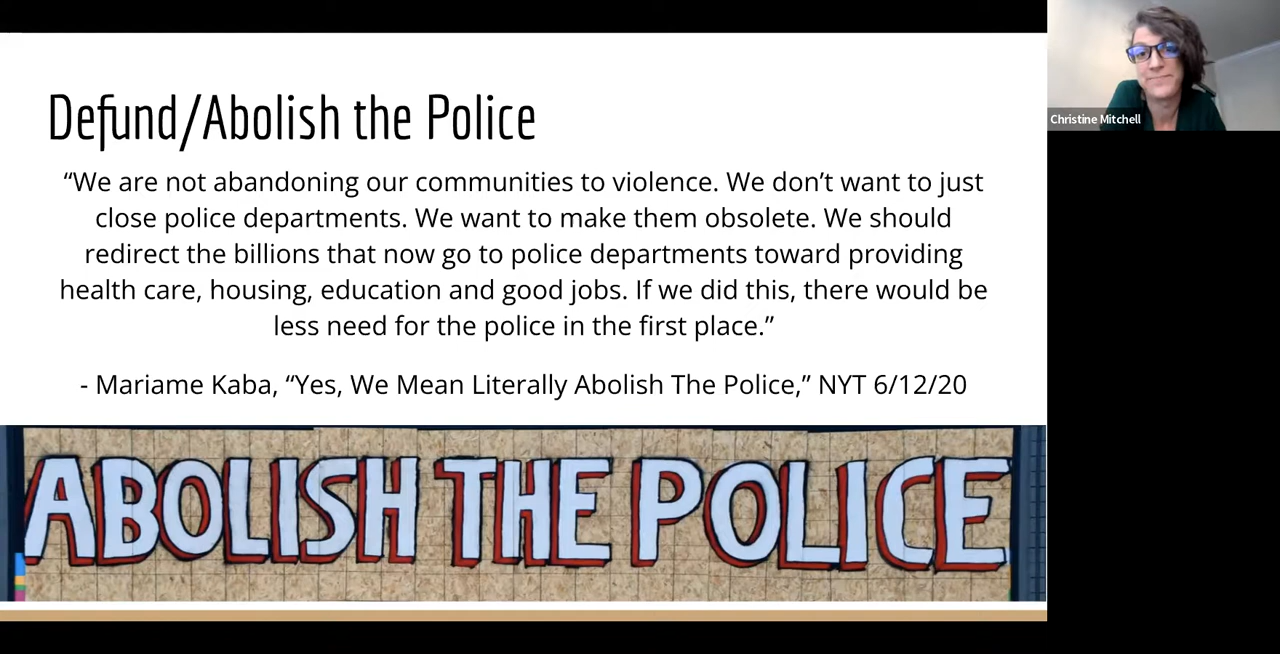 Defund/Abolish the Police
“We are not abandoning our communities to violence. We don’t want to just
close police departments. We want to make them obsolete. We should
redirect the billions that now go to police departments toward providing
health care, housing, education and good jobs. If we did this, there would be
less need for the police in the first place.”
- Mariame Kaba, “Yes, We Mean Literally Abolish The Police,” NYT 6/12/20
ABOLISH THE POLICE
Christine Mitchell